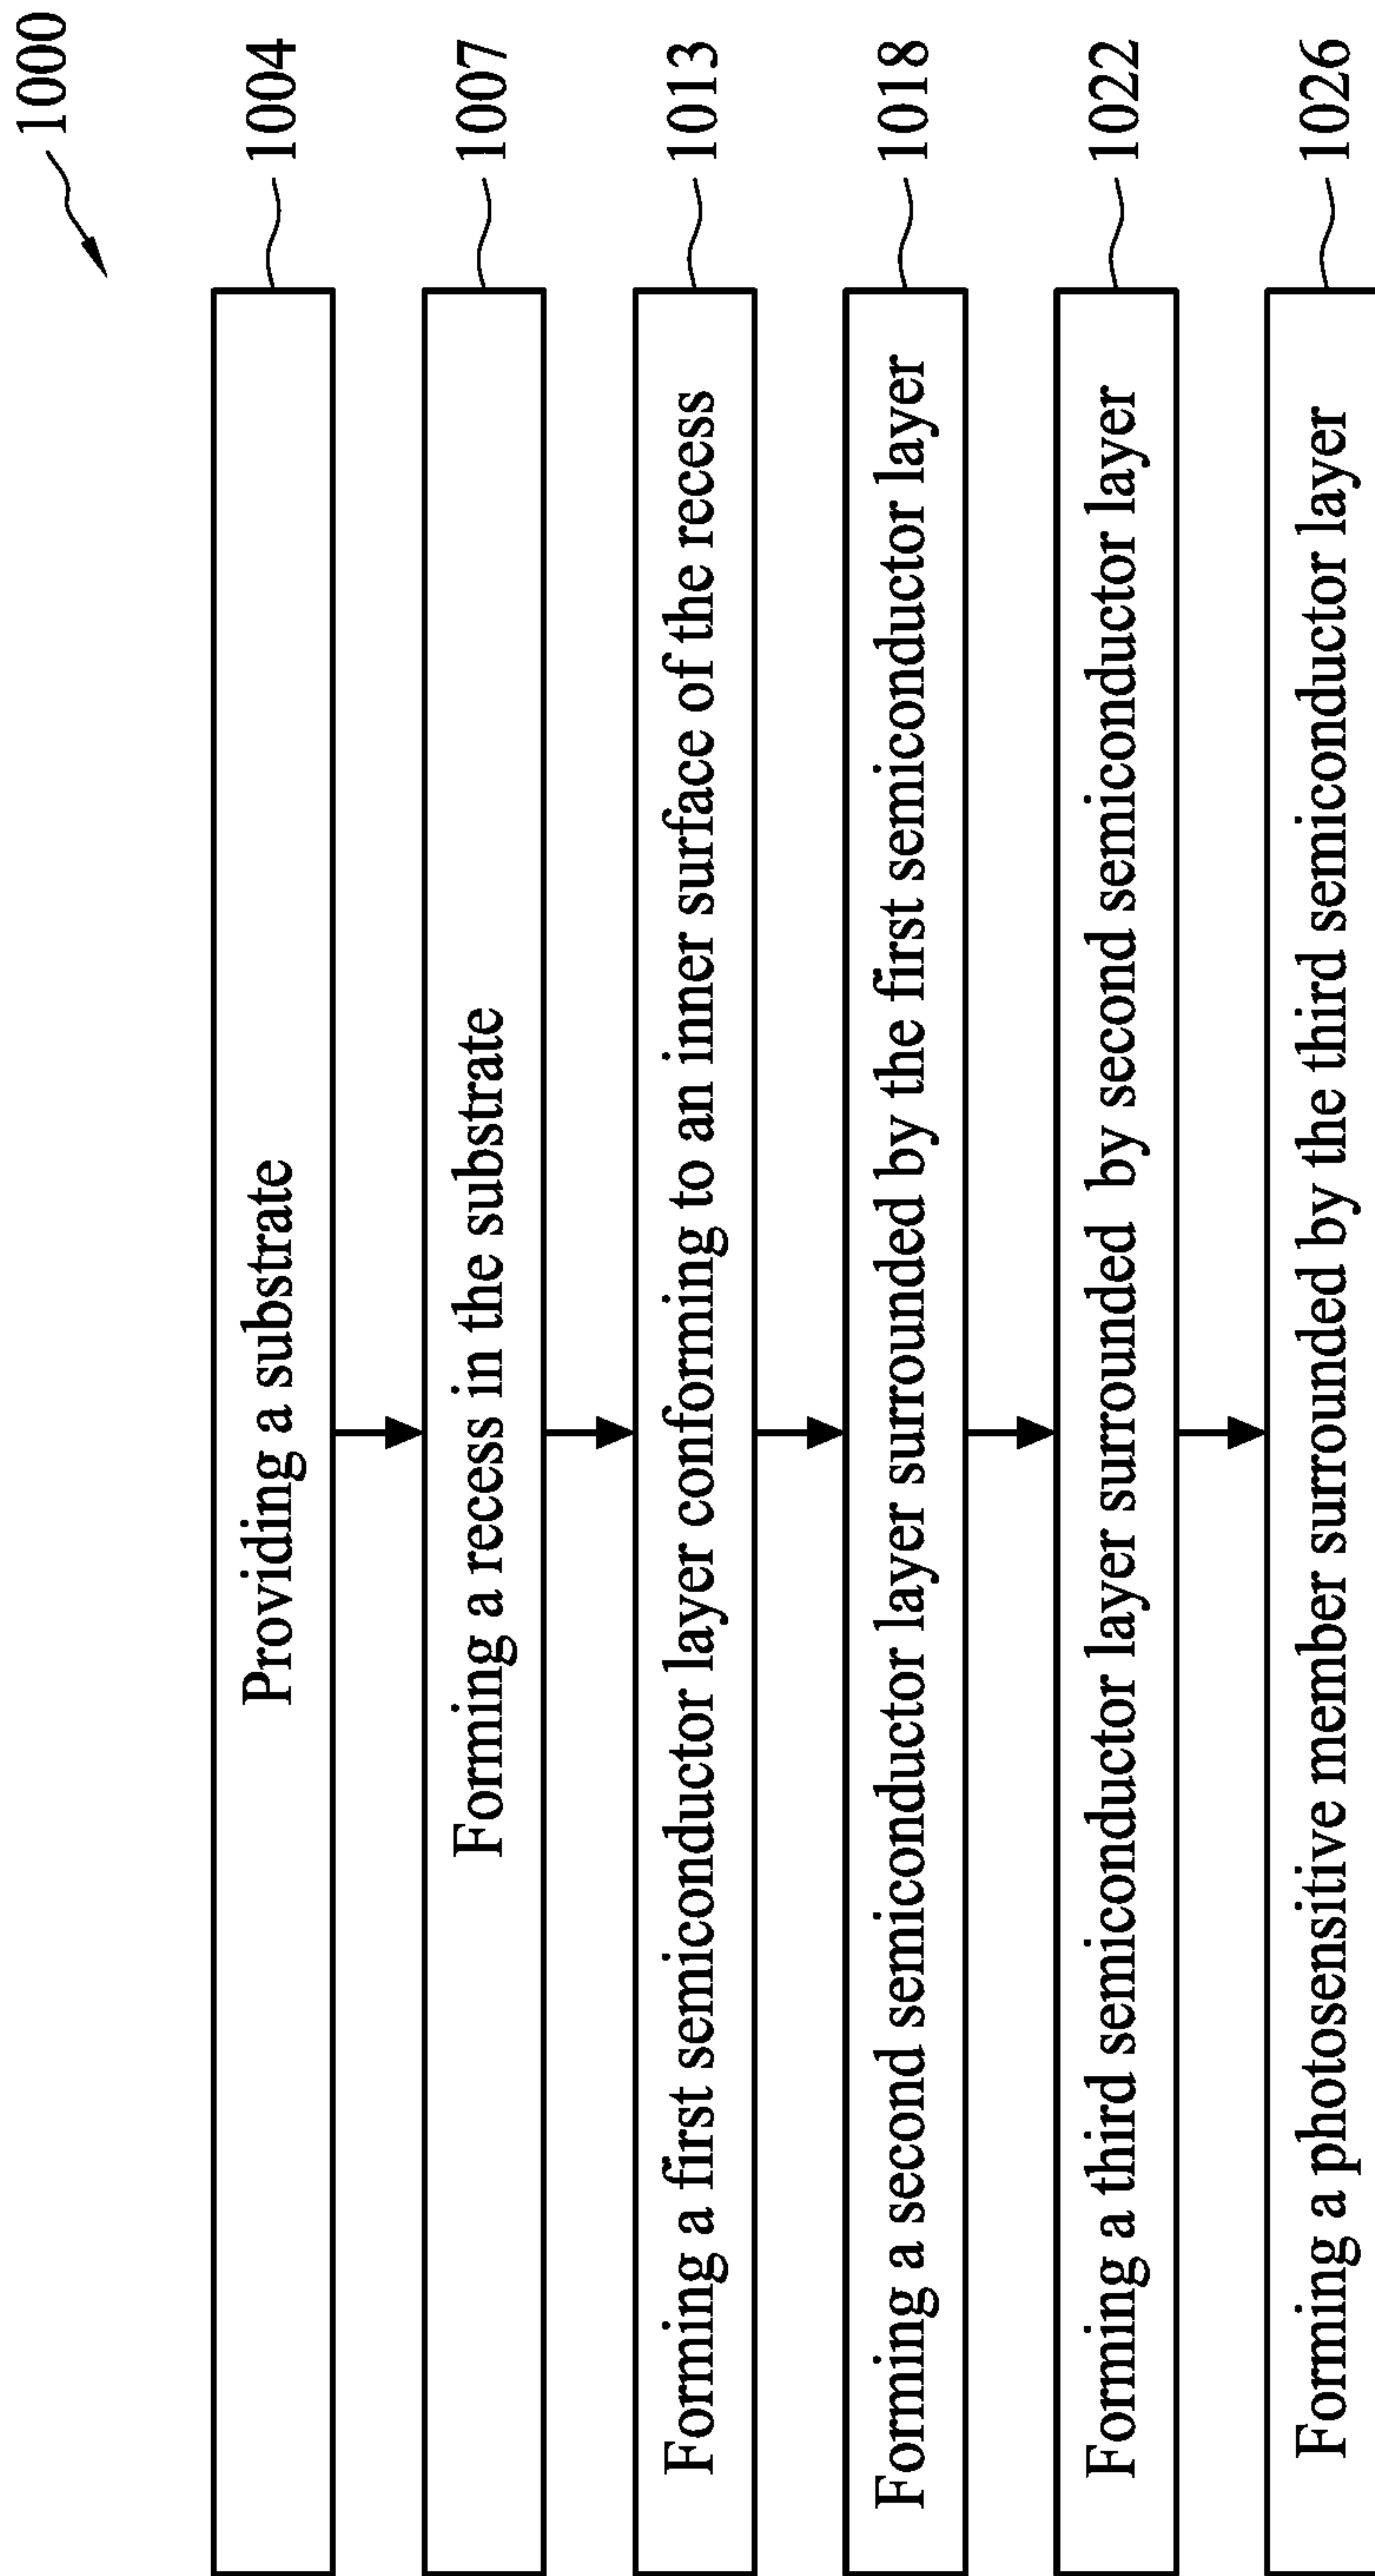 1000
Providing a substrate
1004
Forming a recess in the substrate
1007
Forming a first semiconductor layer conforming to an inner surface of the recess
1013
Forming a second semiconductor layer surrounded by the first semiconductor layer
1018
Forming a third semiconductor layer surrounded by second semiconductor layer
1022
Forming a photosensitive member surrounded by the third semiconductor layer
1026